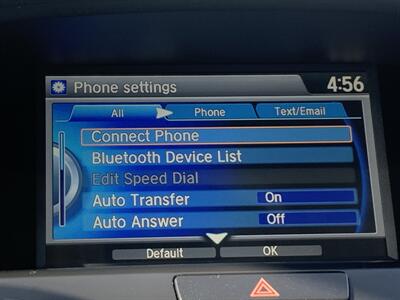 Phone settings 4:56
All Phone Text/Email
Connect Phone
Bluetooth Device List
Edit Speed Dial
Auto Transfer On
Auto Answer Off
Default OK